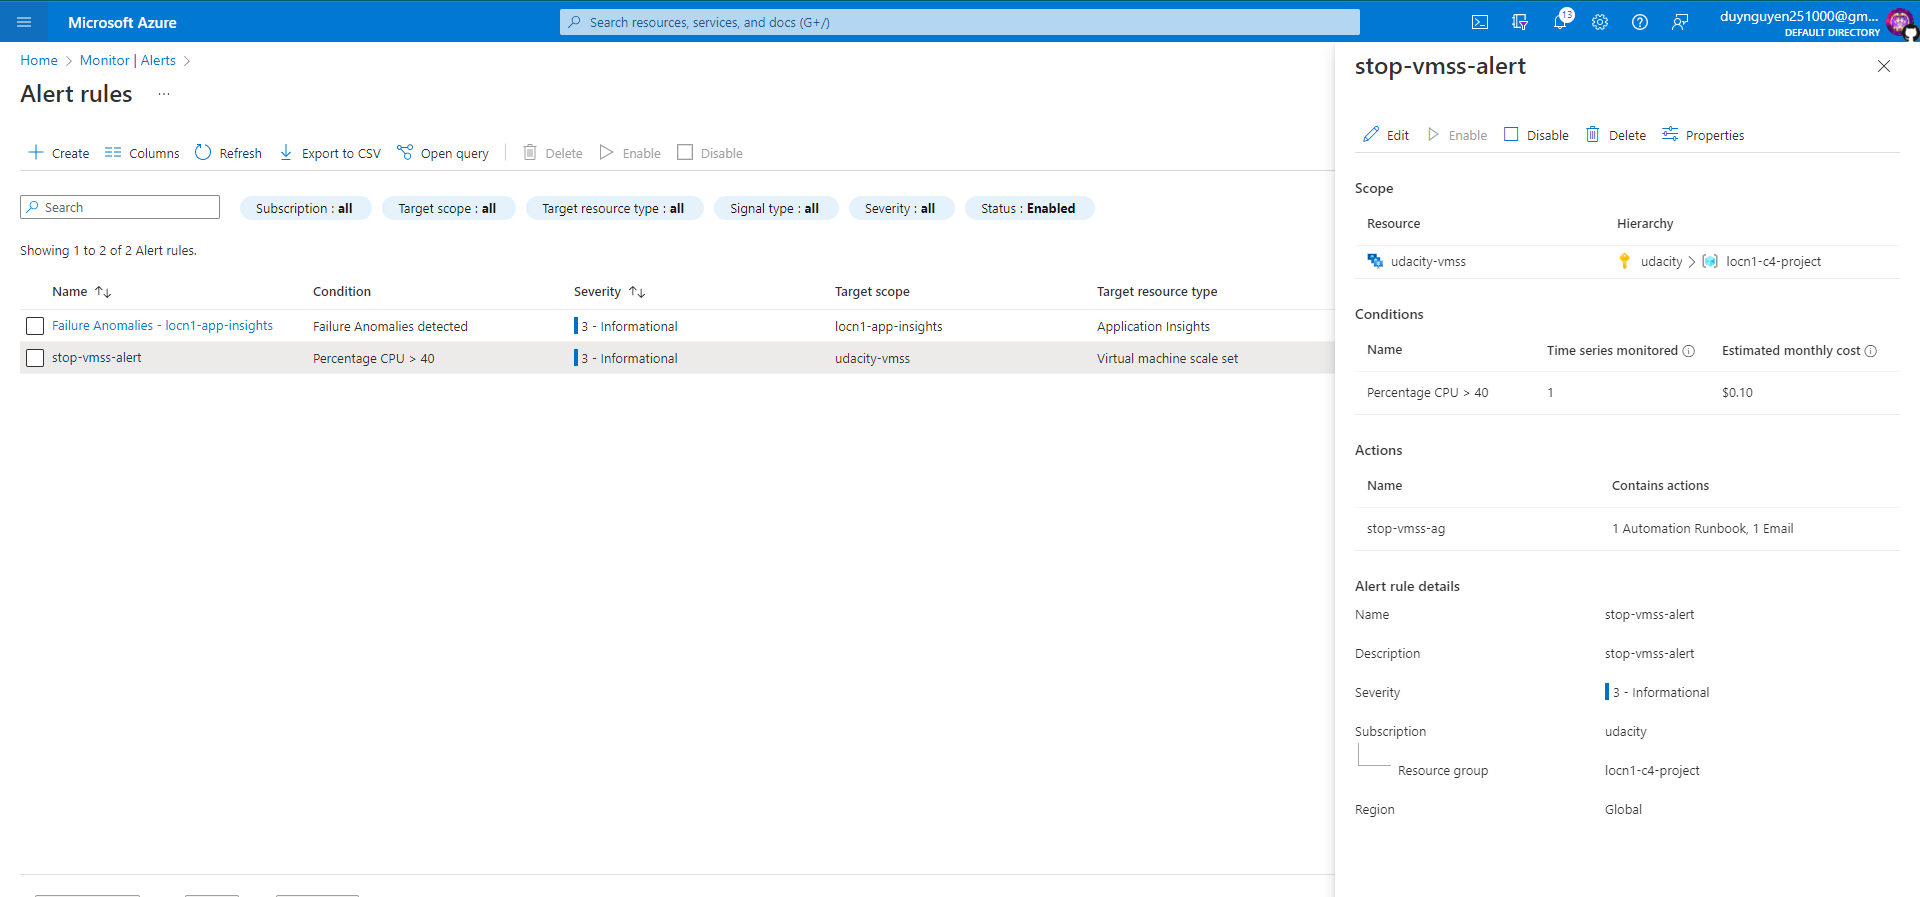 Microsoft Azure
Search resources, services, and docs (G+/)
13
duynguyen251000@gm...
DEFAULT DIRECTORY
Home > Monitor | Alerts >
Alert rules ...
Create Columns Refresh Export to CSV Open query Delete Enable Disable
Search
Subscription : all
Target scope : all
Target resource type : all
Signal type : all
Severity : all
Status : Enabled
Showing 1 to 2 of 2 Alert rules.
Name ↑↓ Condition Severity ↑↓ Target scope Target resource type
Failure Anomalies - locn1-app-insights Failure Anomalies detected 3 - Informational locn1-app-insights Application Insights
stop-vmss-alert Percentage CPU > 40 3 - Informational udacity-vmss Virtual machine scale set
stop-vmss-alert
Edit Enable Disable Delete Properties
Scope
Resource Hierarchy
udacity-vmss udacity > locn1-c4-project
Conditions
Name Time series monitored Estimated monthly cost
Percentage CPU > 40 1 $0.10
Actions
Name Contains actions
stop-vmss-ag 1 Automation Runbook, 1 Email
Alert rule details
Name stop-vmss-alert
Description stop-vmss-alert
Severity 3 - Informational
Subscription udacity
Resource group locn1-c4-project
Region Global